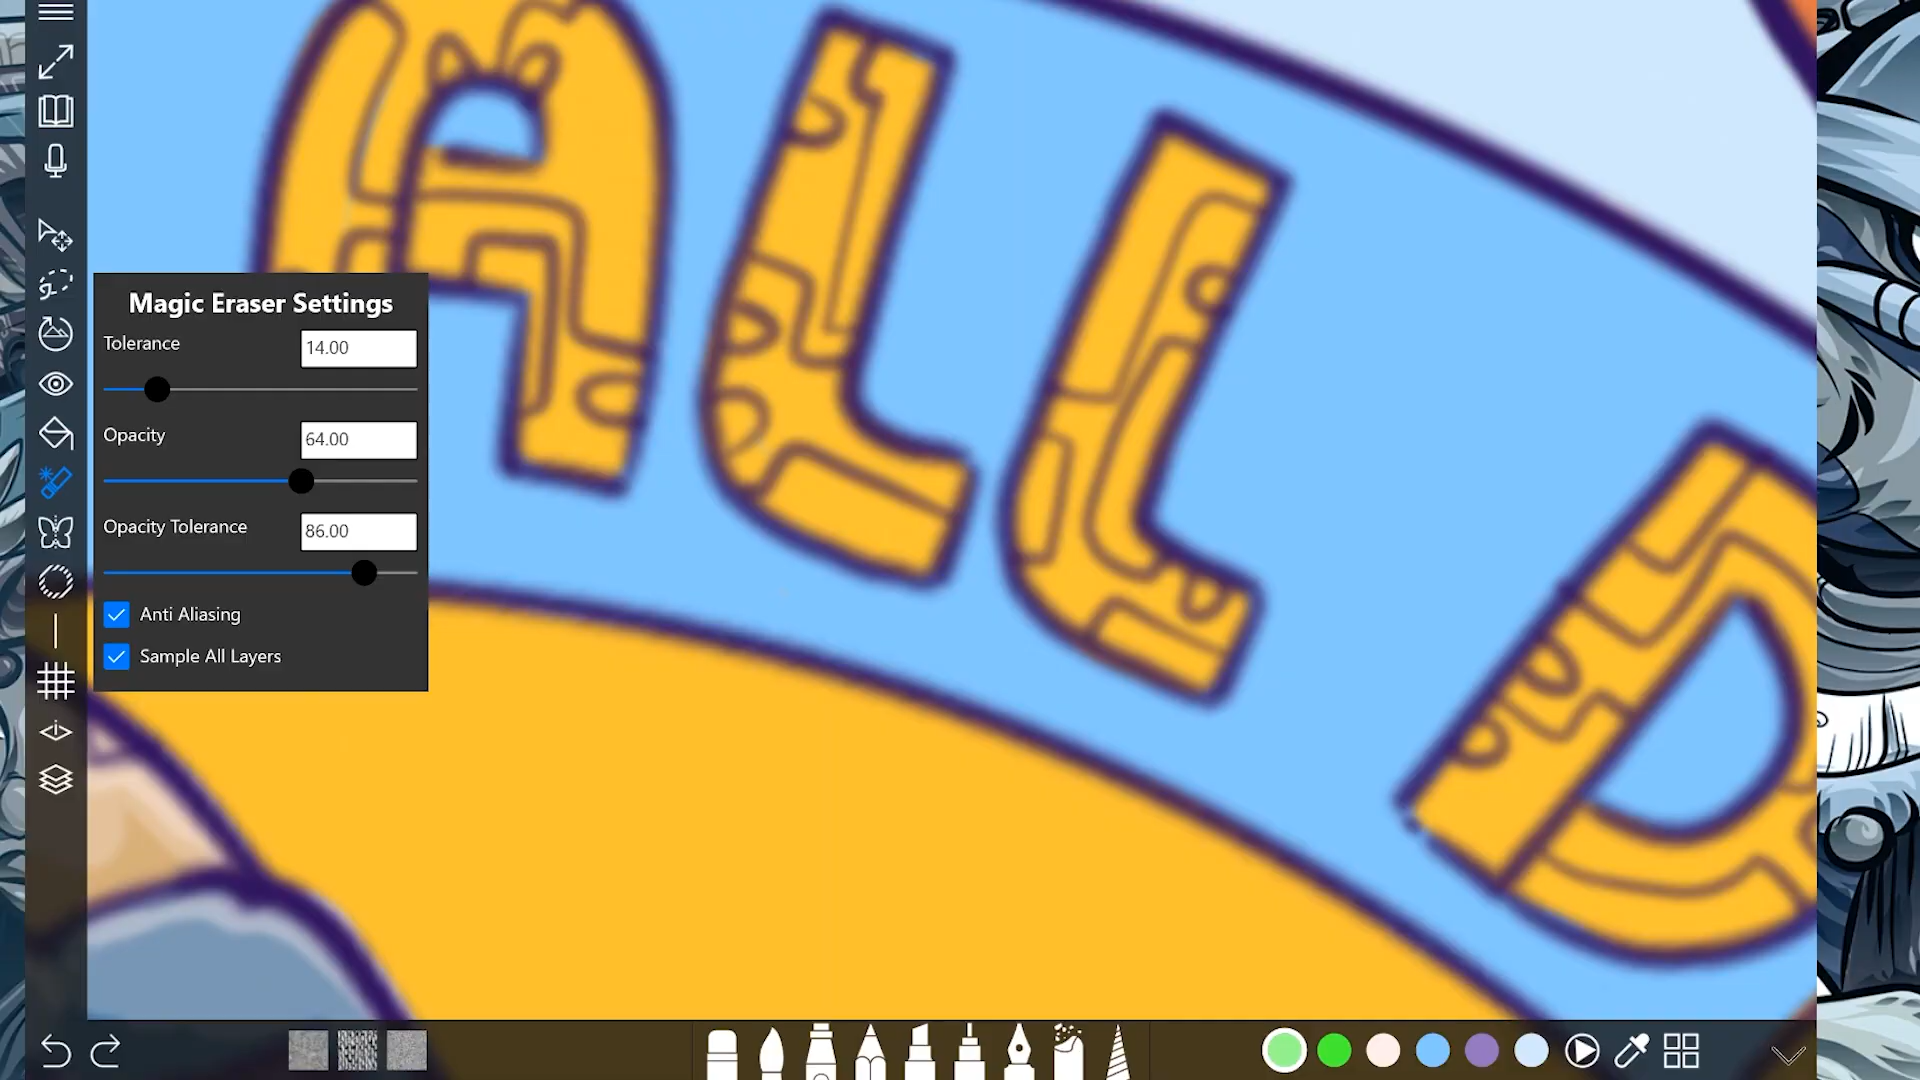 ALL D
Magic Eraser Settings
Tolerance 14.00
Opacity 64.00
Opacity Tolerance 86.00
Anti Aliasing
Sample All Layers